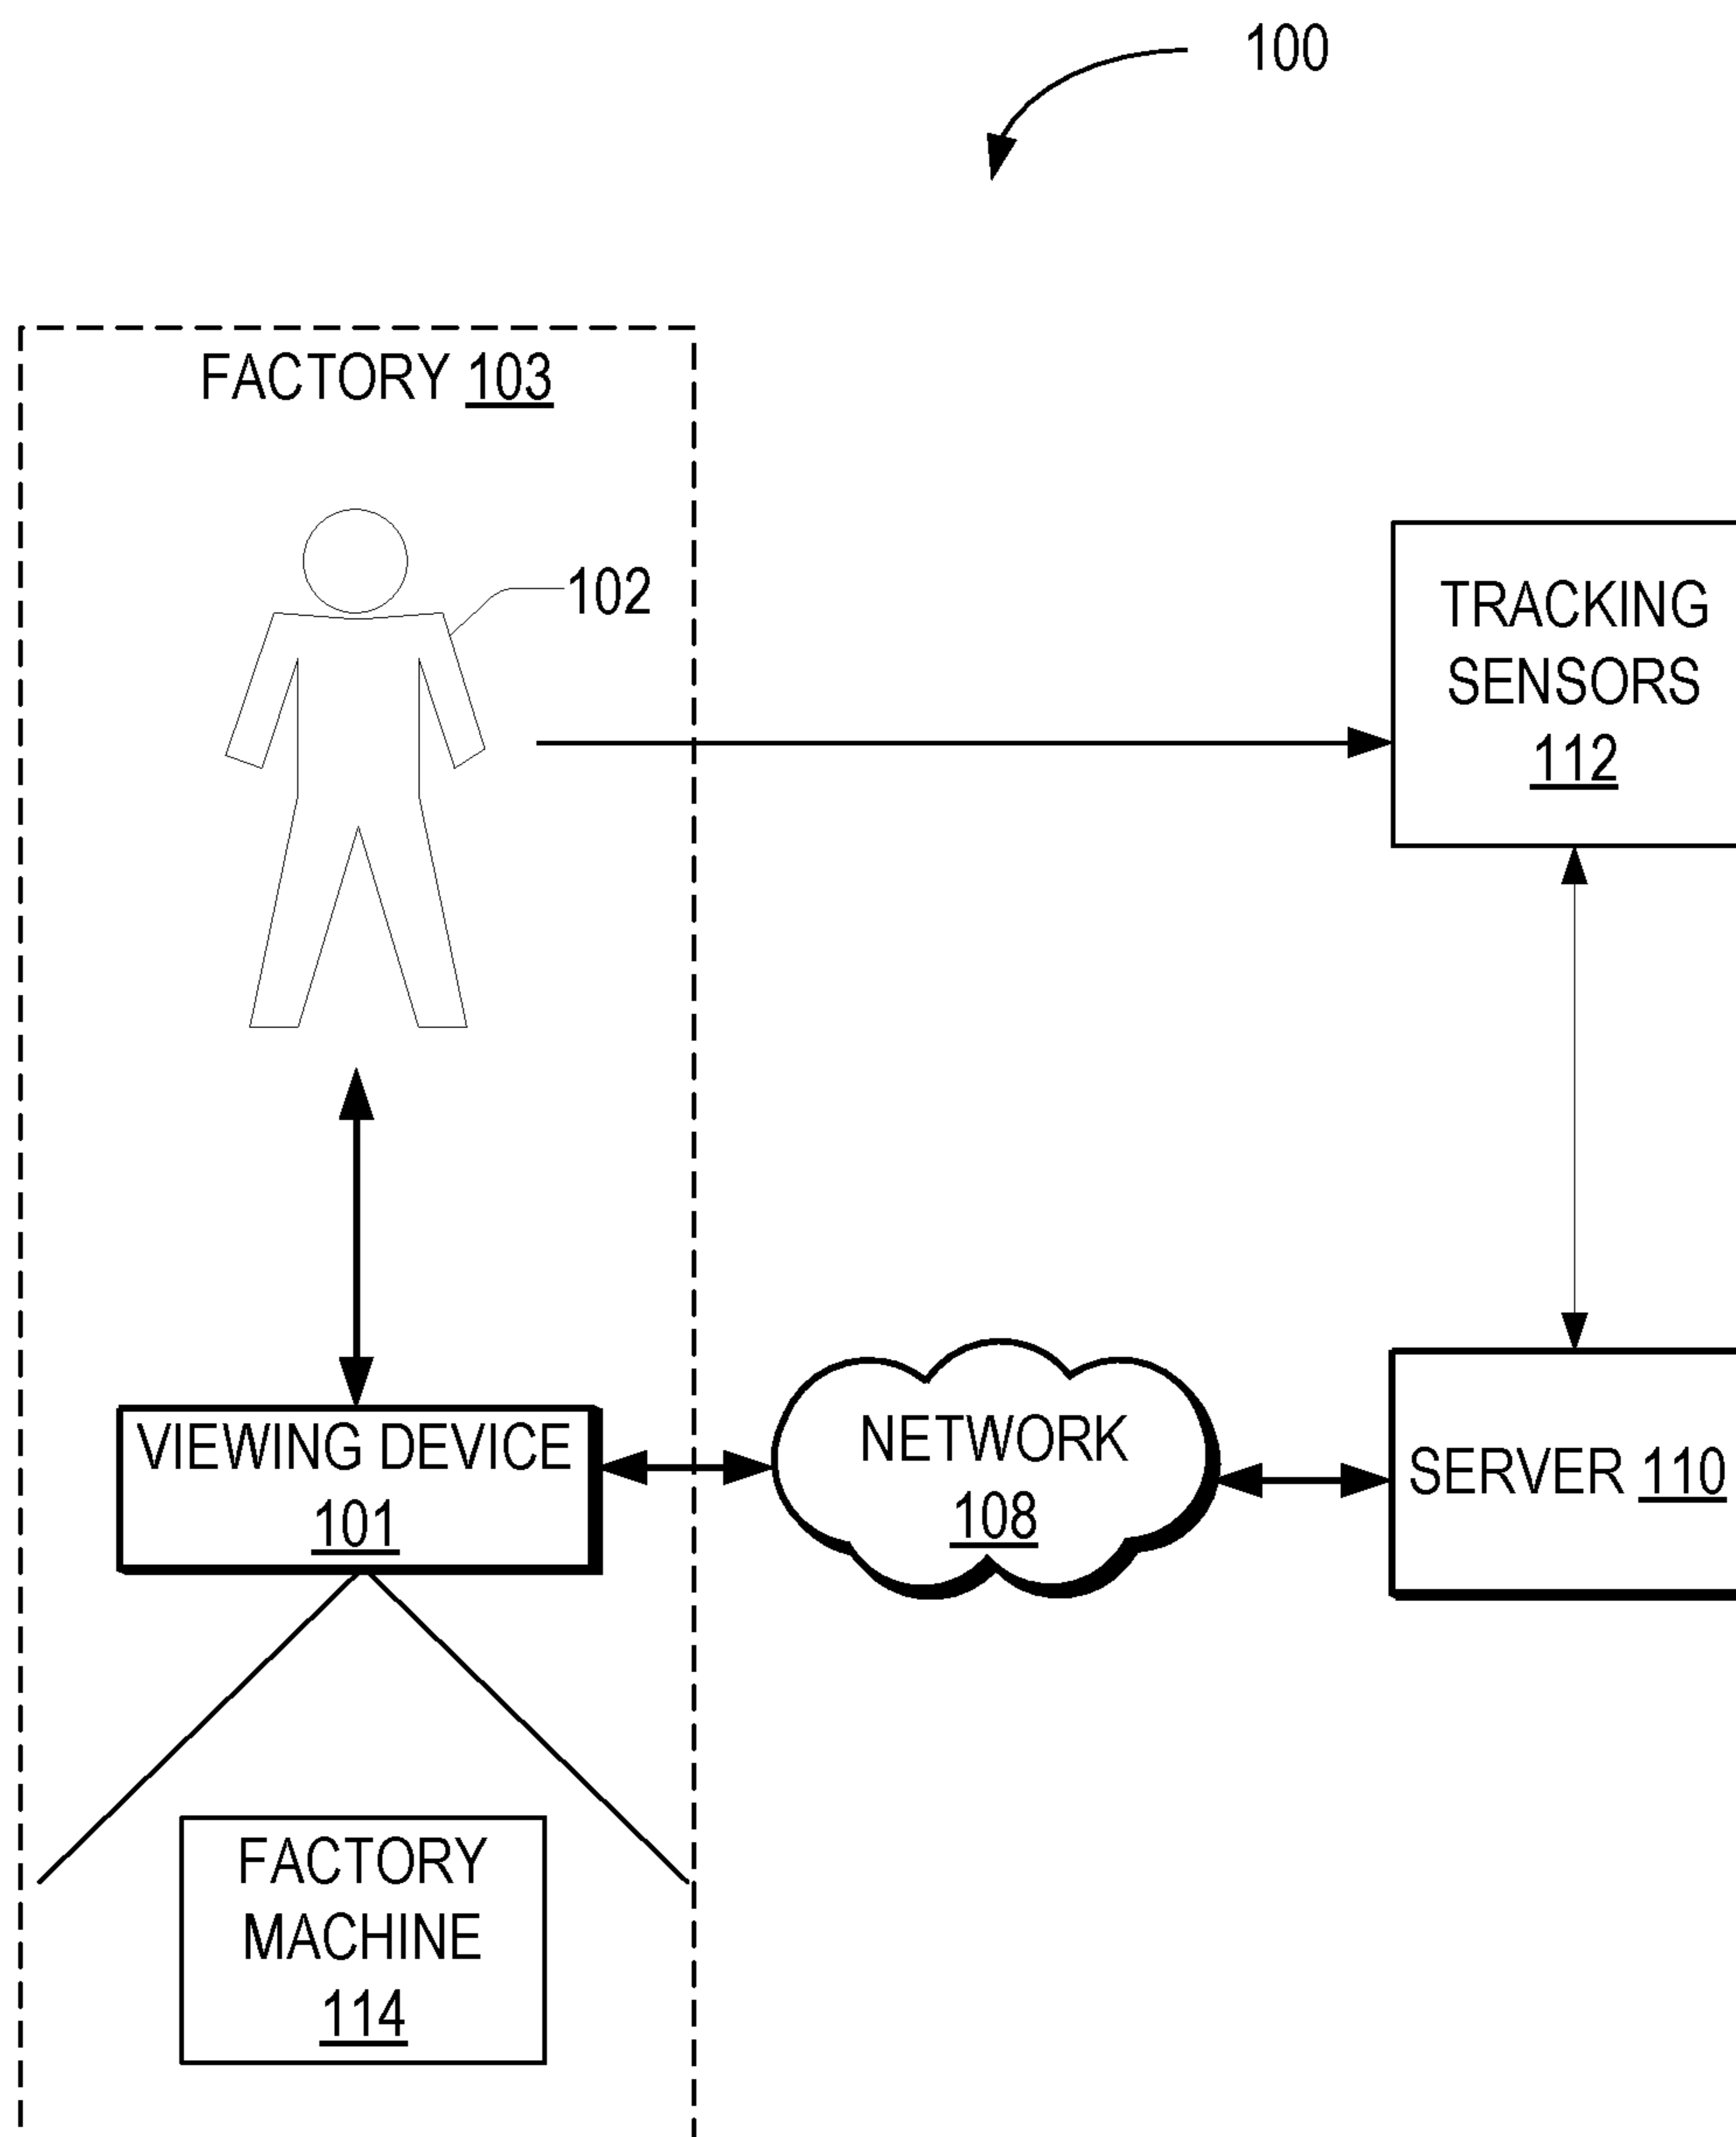 100
FACTORY 103
102
TRACKING
SENSORS
112
VIEWING DEVICE
101
NETWORK
108
SERVER 110
FACTORY
MACHINE
114